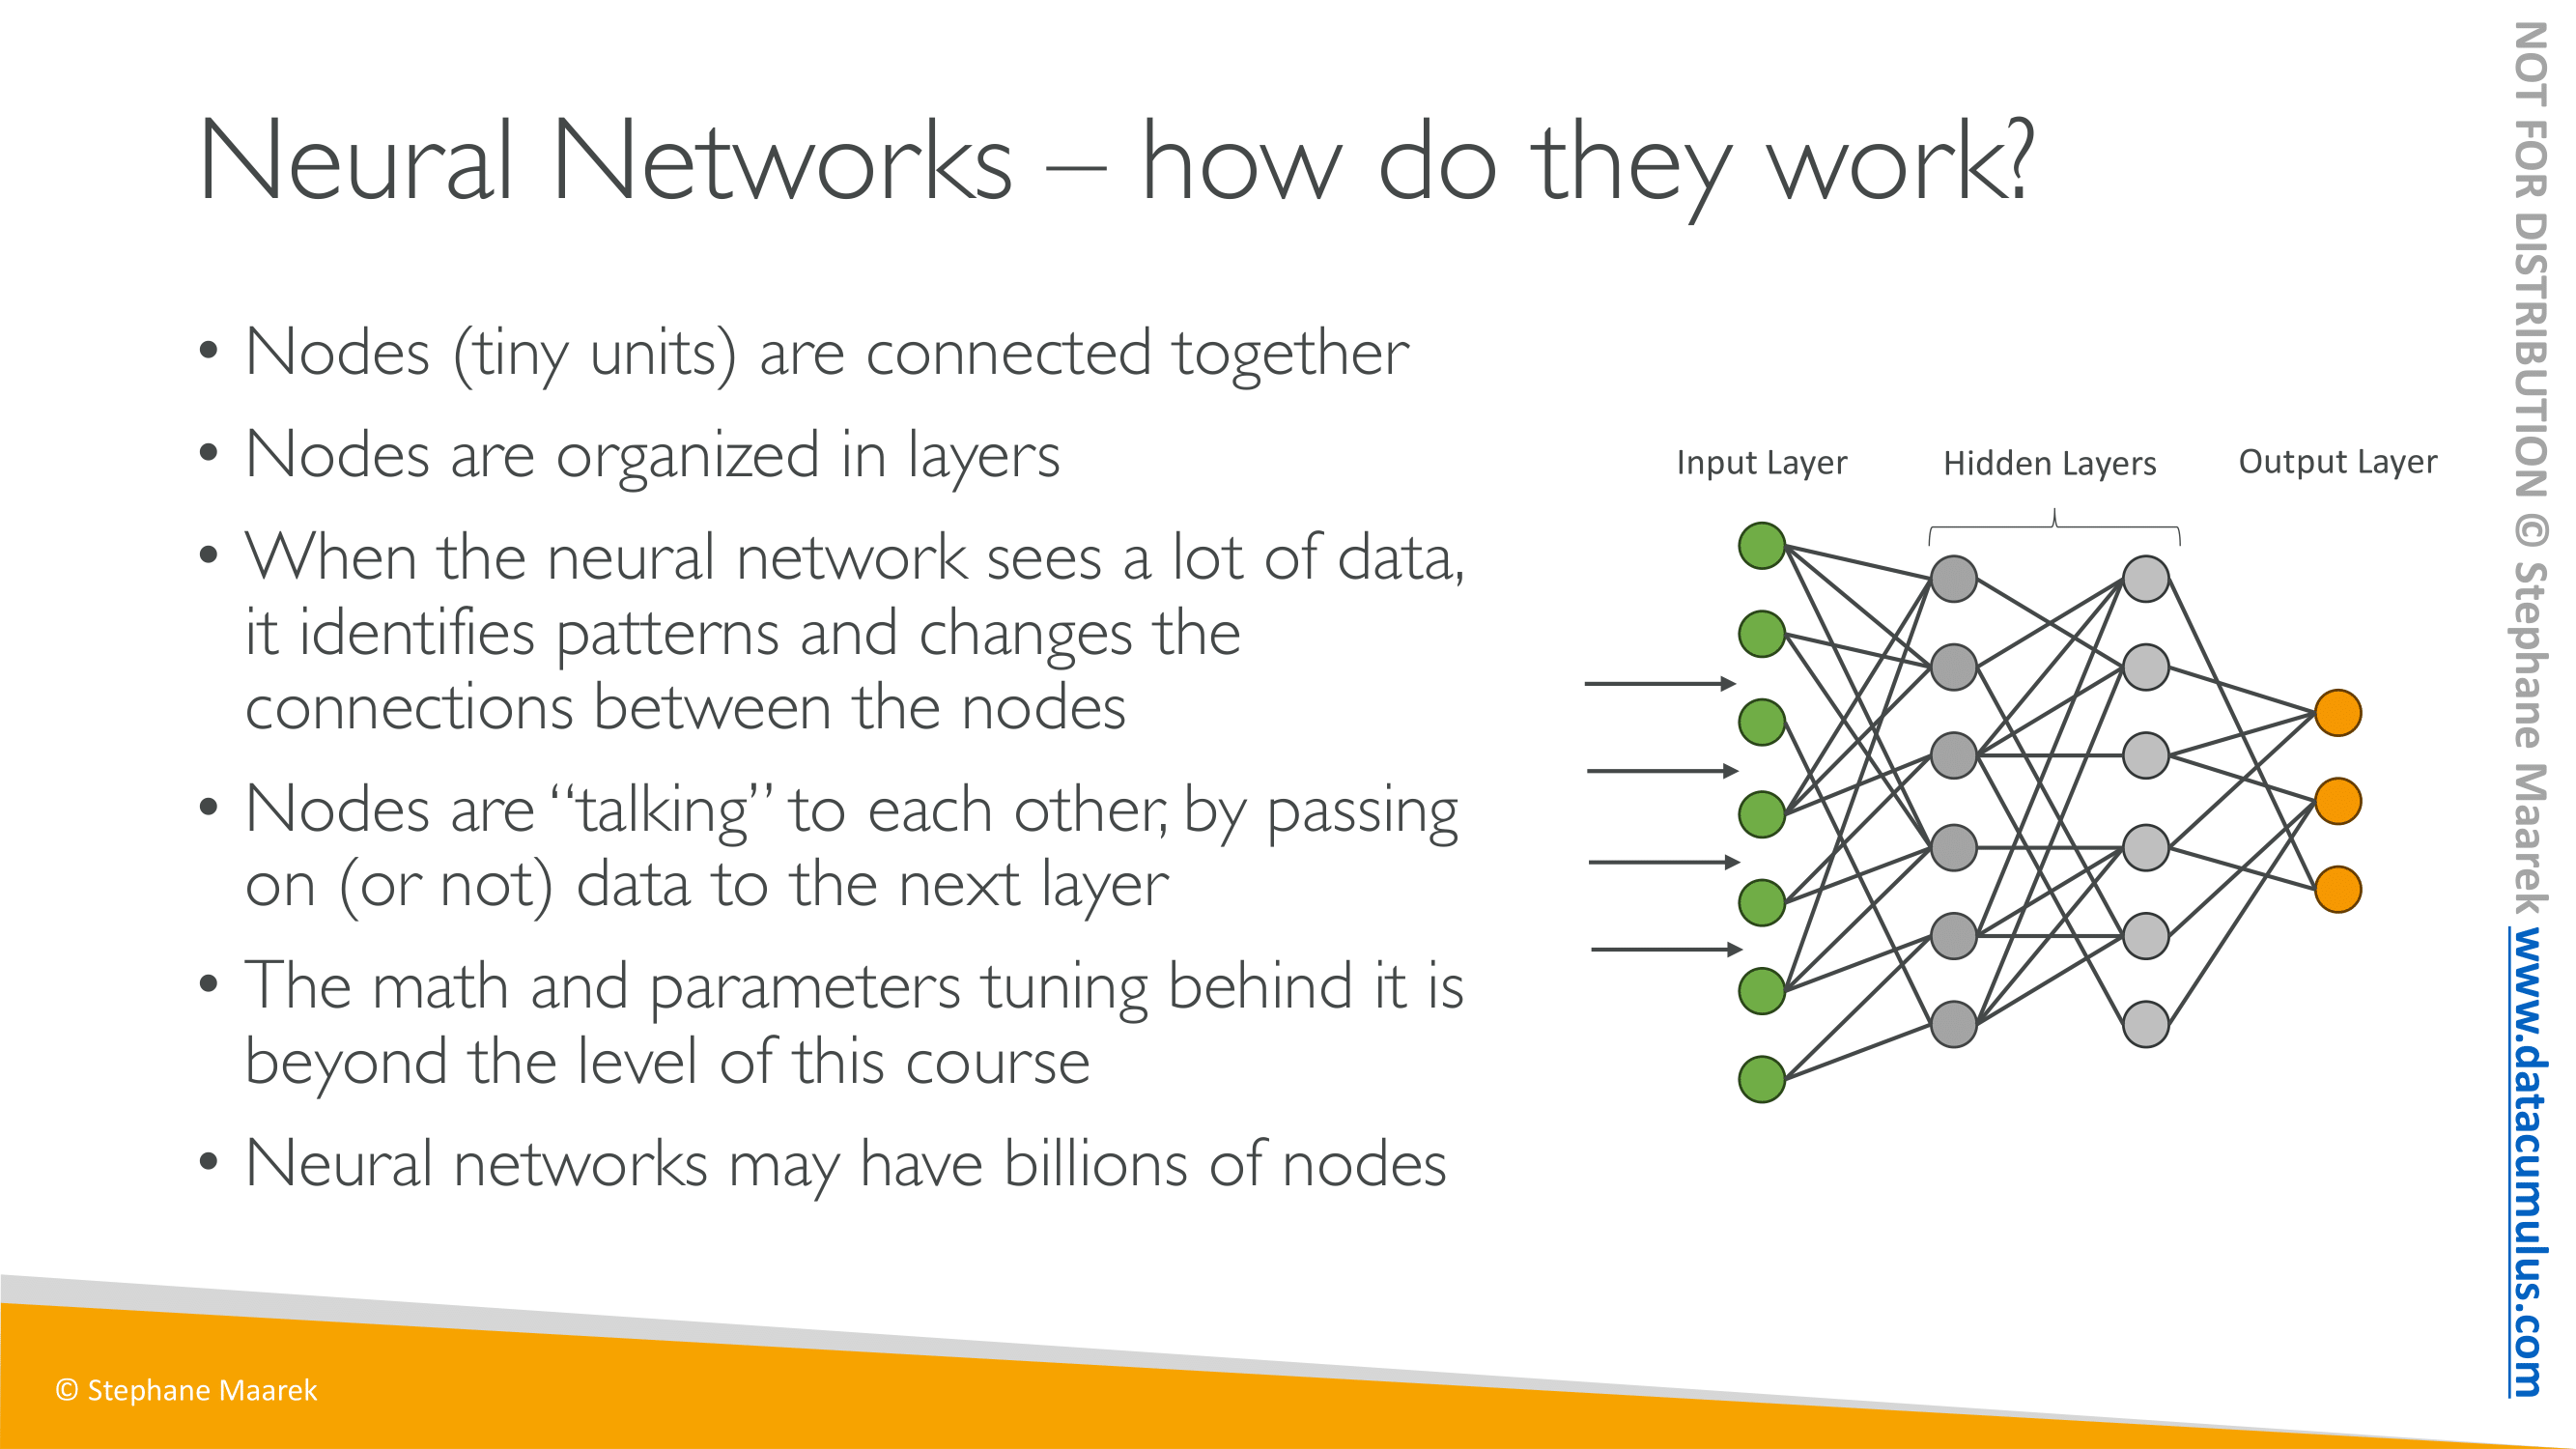 Neural Networks – how do they work?
• Nodes (tiny units) are connected together
• Nodes are organized in layers
• When the neural network sees a lot of data,
it identifies patterns and changes the
connections between the nodes
• Nodes are “talking” to each other, by passing
on (or not) data to the next layer
• The math and parameters tuning behind it is
beyond the level of this course
• Neural networks may have billions of nodes
Input Layer
Hidden Layers
Output Layer
© Stephane Maarek
NOT FOR DISTRIBUTION © Stephane Maarek www.datacumulus.com